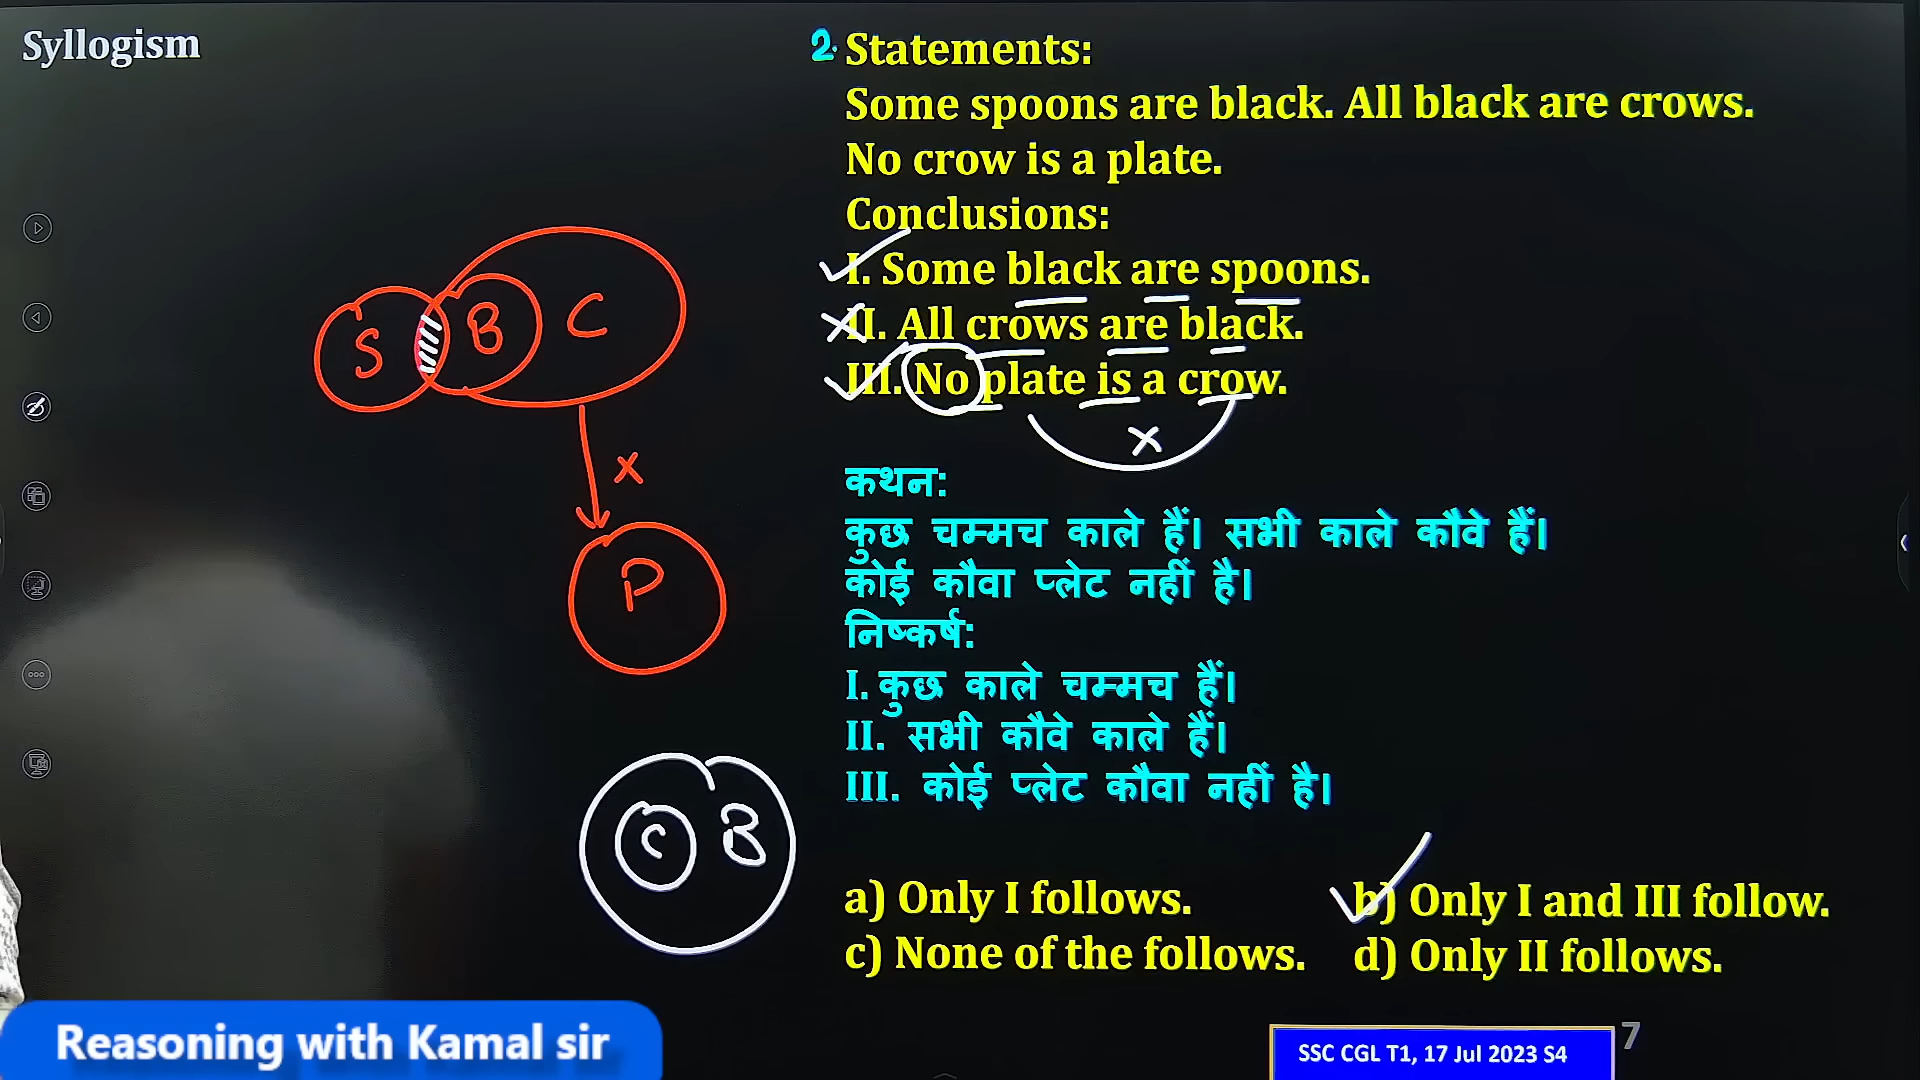 Syllogism
2. Statements:
Some spoons are black. All black are crows.
No crow is a plate.
Conclusions:
I. Some black are spoons.
II. All crows are black.
III. No plate is a crow.
S B C
x
x
P
कथन:
कुछ चम्मच काले हैं। सभी काले कौवे हैं।
कोई कौवा प्लेट नहीं है।
निष्कर्ष:
I. कुछ काले चम्मच हैं।
II. सभी कौवे काले हैं।
III. कोई प्लेट कौवा नहीं है।
C B
a) Only I follows. b) Only I and III follow.
c) None of the follows. d) Only II follows.
Reasoning with Kamal sir
SSC CGL T1, 17 Jul 2023 S4
7